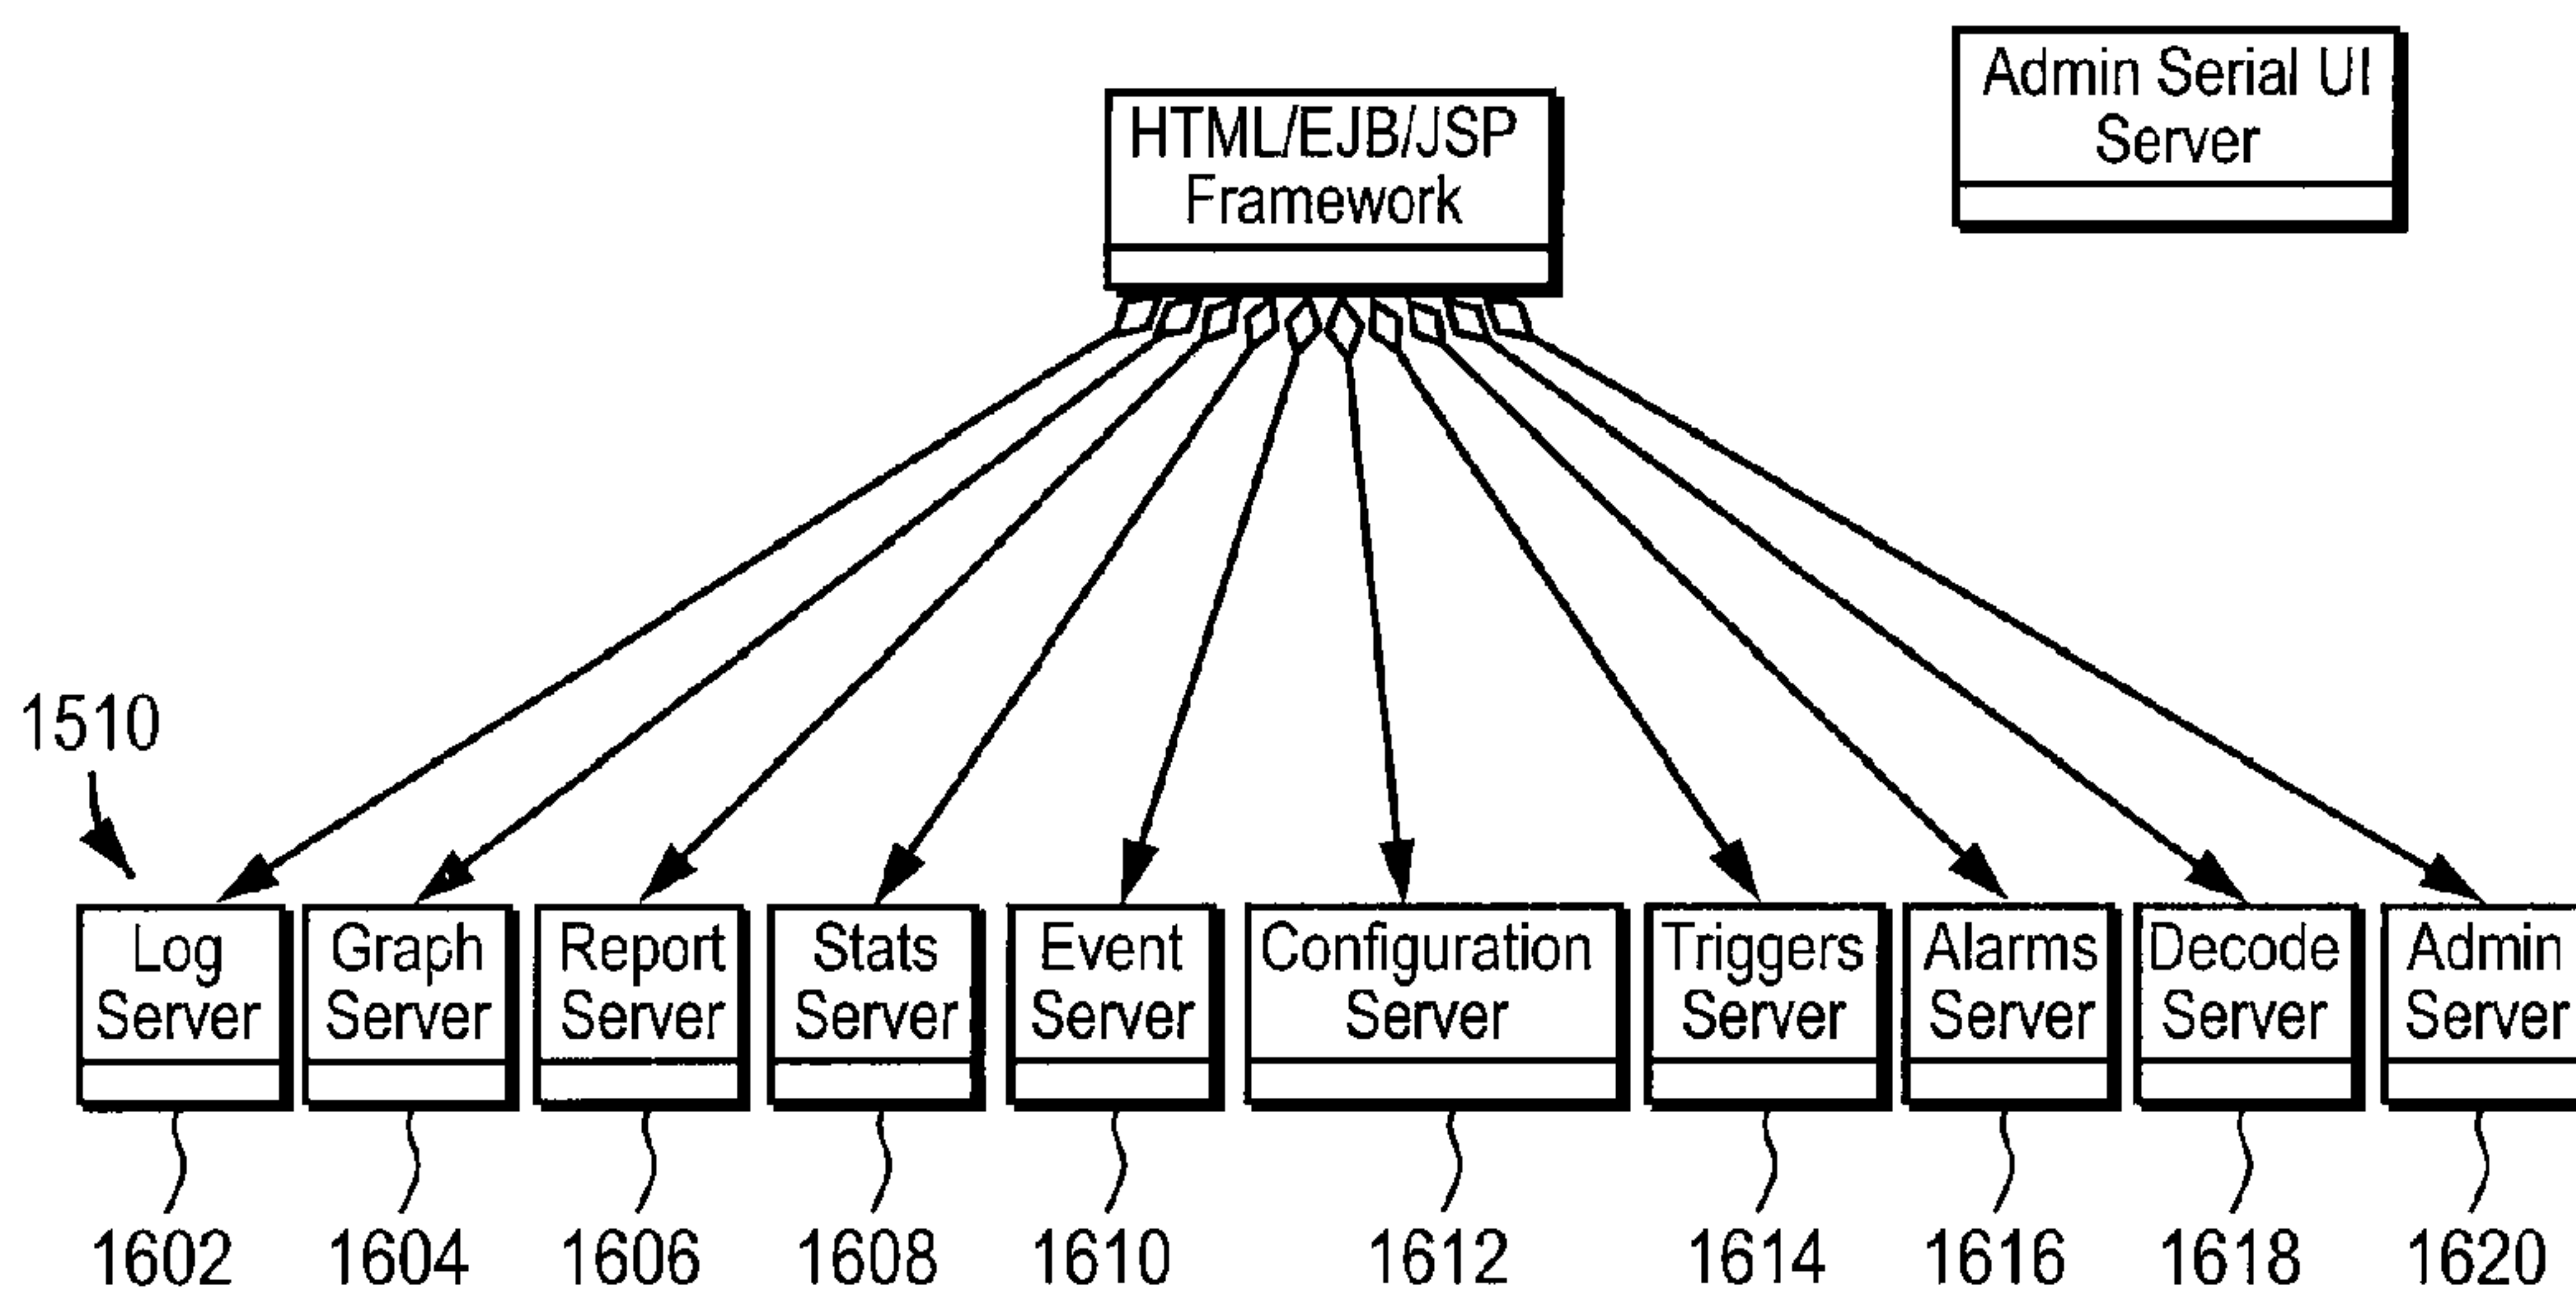 Admin Serial UI
Server
HTML/EJB/JSP
Framework
1510
Log
Server
Graph
Server
Report
Server
Stats
Server
Event
Server
Configuration
Server
Triggers
Server
Alarms
Server
Decode
Server
Admin
Server
1602
1604
1606
1608
1610
1612
1614
1616
1618
1620